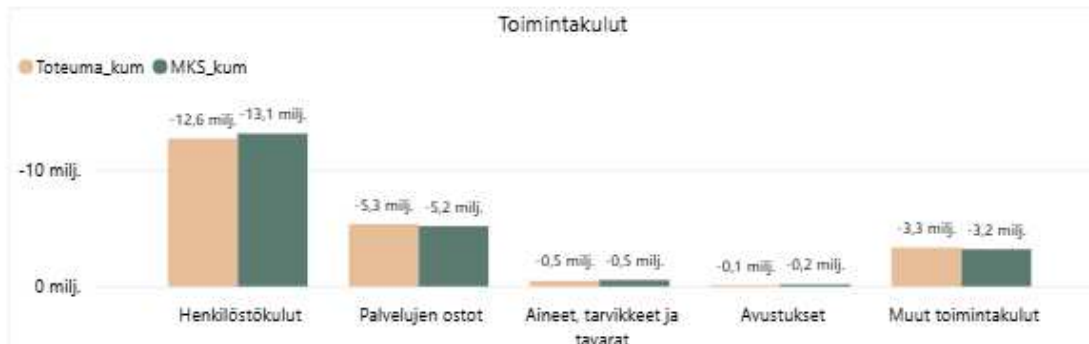 Toimintakulut
Toteuma_kum MKS_kum
-12,6 milj. -13,1 milj.
-10 milj.
-5,3 milj. -5,2 milj.
-3,3 milj. -3,2 milj.
-0,5 milj. -0,5 milj.
-0,1 milj. -0,2 milj.
0 milj.
Henkilöstökulut Palvelujen ostot Aineet, tarvikkeet ja Avustukset Muut toimintakulut
tavarat